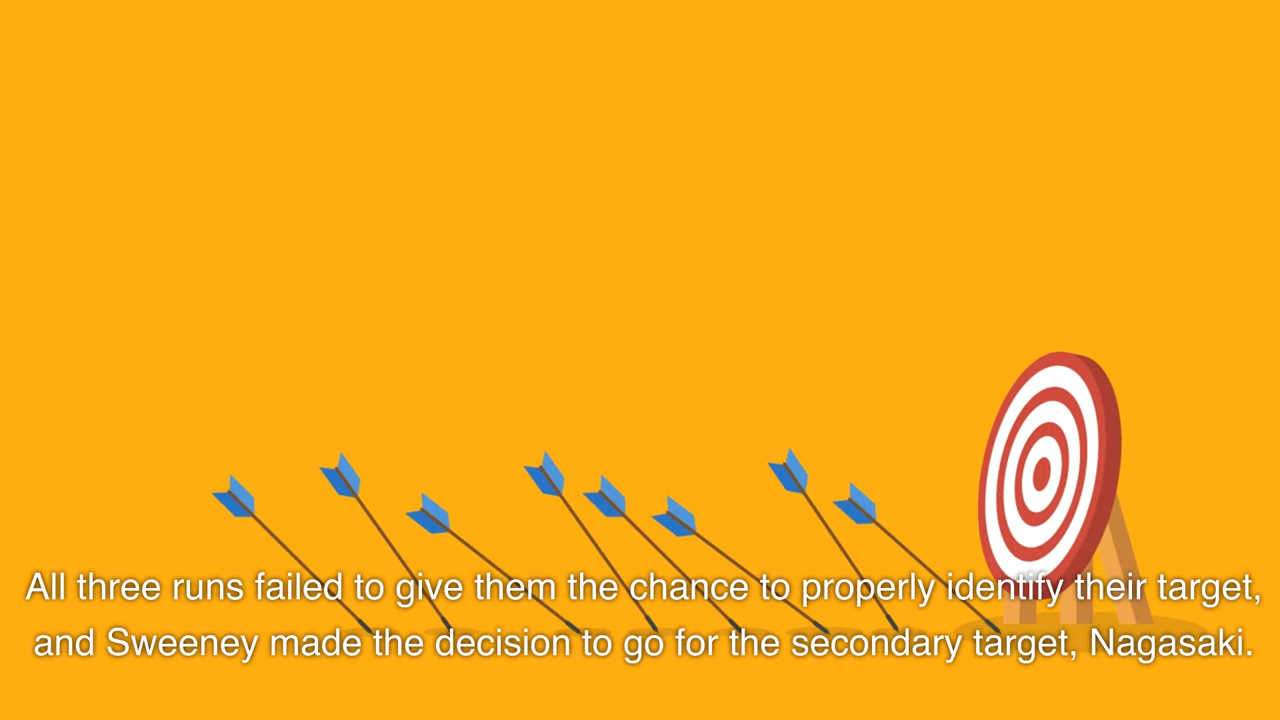 All three runs failed to give them the chance to properly identify their target,
and Sweeney made the decision to go for the secondary target, Nagasaki.